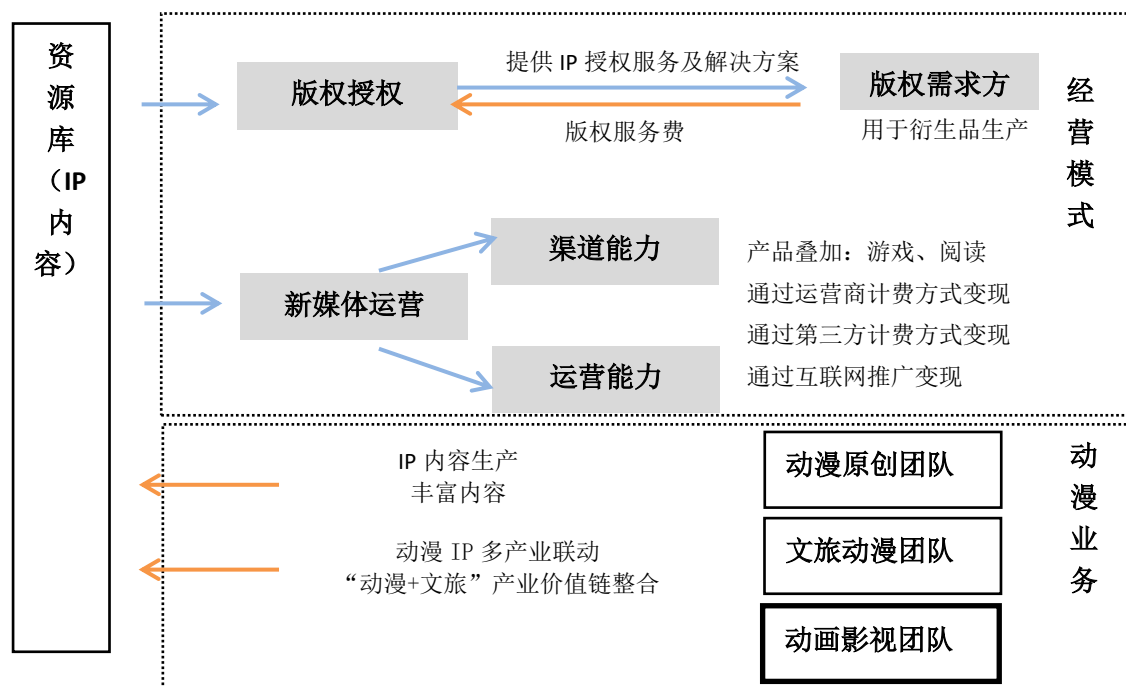 资
源
库
（IP
内
容）
提供 IP 授权服务及解决方案
版权授权
版权需求方
版权服务费
用于衍生品生产
经
营
模
式
渠道能力
产品叠加：游戏、阅读
新媒体运营
通过运营商计费方式变现
通过第三方计费方式变现
运营能力
通过互联网推广变现
IP 内容生产
丰富内容
动漫原创团队
动
漫
业
务
动漫 IP 多产业联动
“动漫+文旅”产业价值链整合
文旅动漫团队
动画影视团队